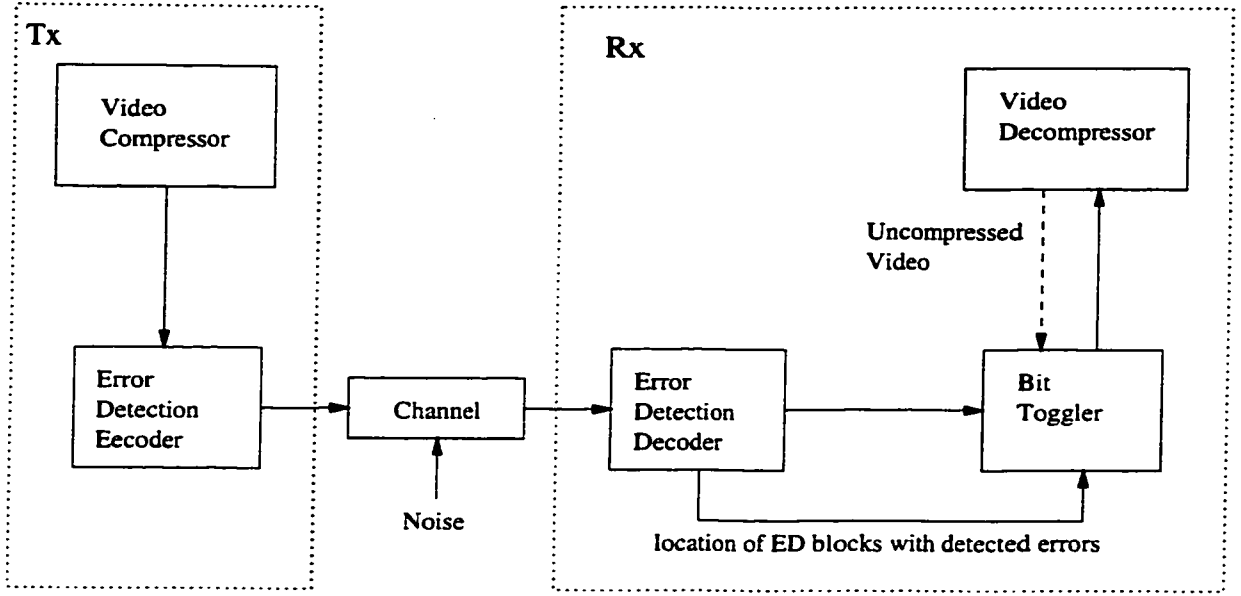 Tx
Rx
Video
Compressor
Video
Decompressor
Uncompressed
Video
Error
Detection
Eecoder
Channel
Error
Detection
Decoder
Bit
Toggler
Noise
location of ED blocks with detected errors